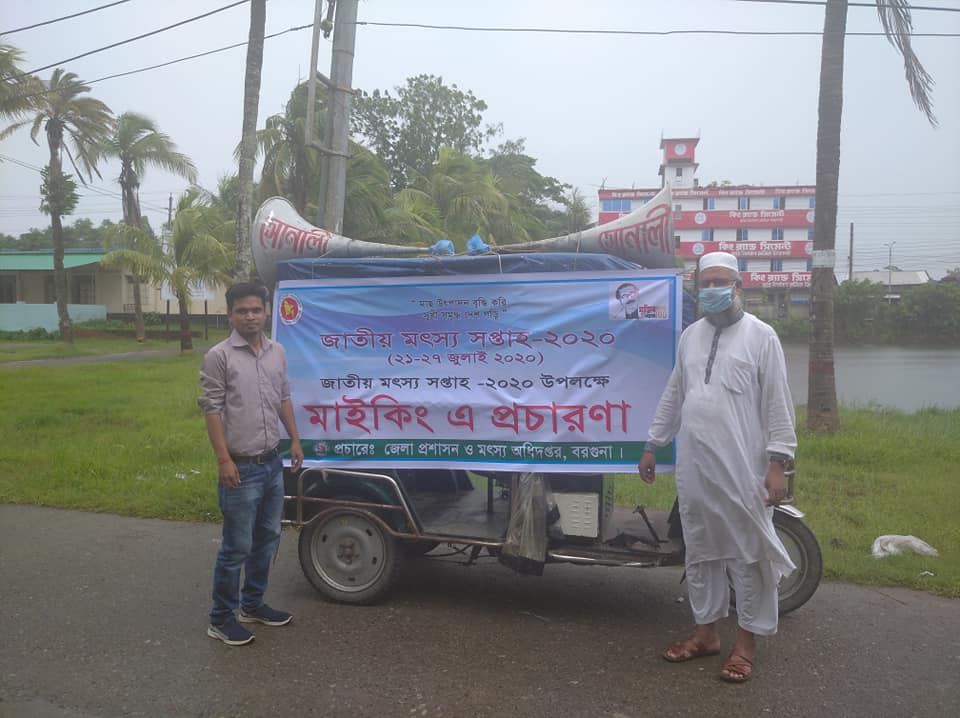 সোনালী
সোনালী
কিং ব্র্যান্ড সিমেন্ট
কিং ব্র্যান্ড সিমেন্ট
কিং ব্র্যান্ড সিমেন্ট
কিং ব্র্যান্ড সিমেন্ট
" মাছ উৎপাদন বৃদ্ধি করি
সুখী সমৃদ্ধ দেশ গড়ি "
মুজিব
100
জাতীয় মৎস্য সপ্তাহ-২০২০
(২১-২৭ জুলাই ২০২০)
জাতীয় মৎস্য সপ্তাহ -২০২০ উপলক্ষে
মাইকিং এ প্রচারণা
প্রচারেঃ জেলা প্রশাসন ও মৎস্য অধিদপ্তর, বরগুনা ।